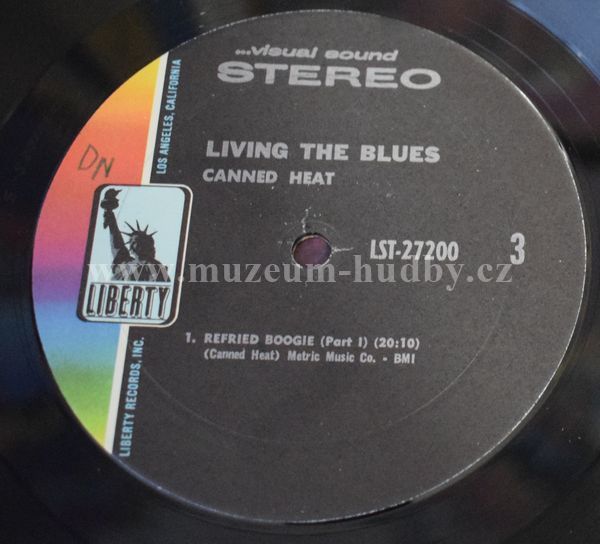 ...visual sound
STEREO
LOS ANGELES, CALIFORNIA
DN
LIVING THE BLUES
CANNED HEAT
LST-27200 3
www.muzeum-hudby.cz
LIBERTY
1. REFRIED BOOGIE (Part I) (20:10)
(Canned Heat) Metric Music Co. - BMI
LIBERTY RECORDS, INC.